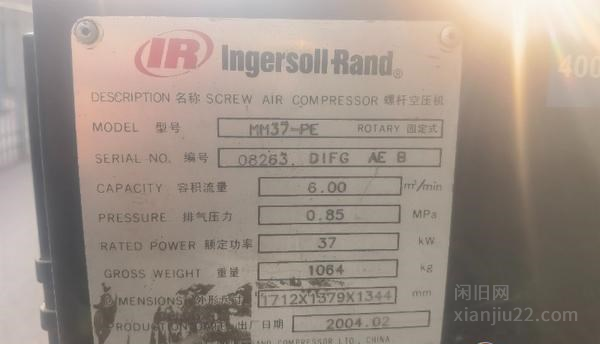 IR Ingersoll-Rand®
400
DESCRIPTION 名称 SCREW AIR COMPRESSOR 螺杆空压机
MODEL 型号 MM37-PE ROTARY 固定式
SERIAL NO. 编号 08263 DIFG AE B
CAPACITY 容积流量 6.00 m³/min
PRESSURE 排气压力 0.85 MPa
RATED POWER 额定功率 37 kW
GROSS WEIGHT 重量 1064 kg
DIMENSIONS 外形尺寸 1712X1379X1344 mm
PRODUCTION DATE 出厂日期 2004.02
COMPRESSOR LTD., CHINA
闲旧网
xianjiu22.com